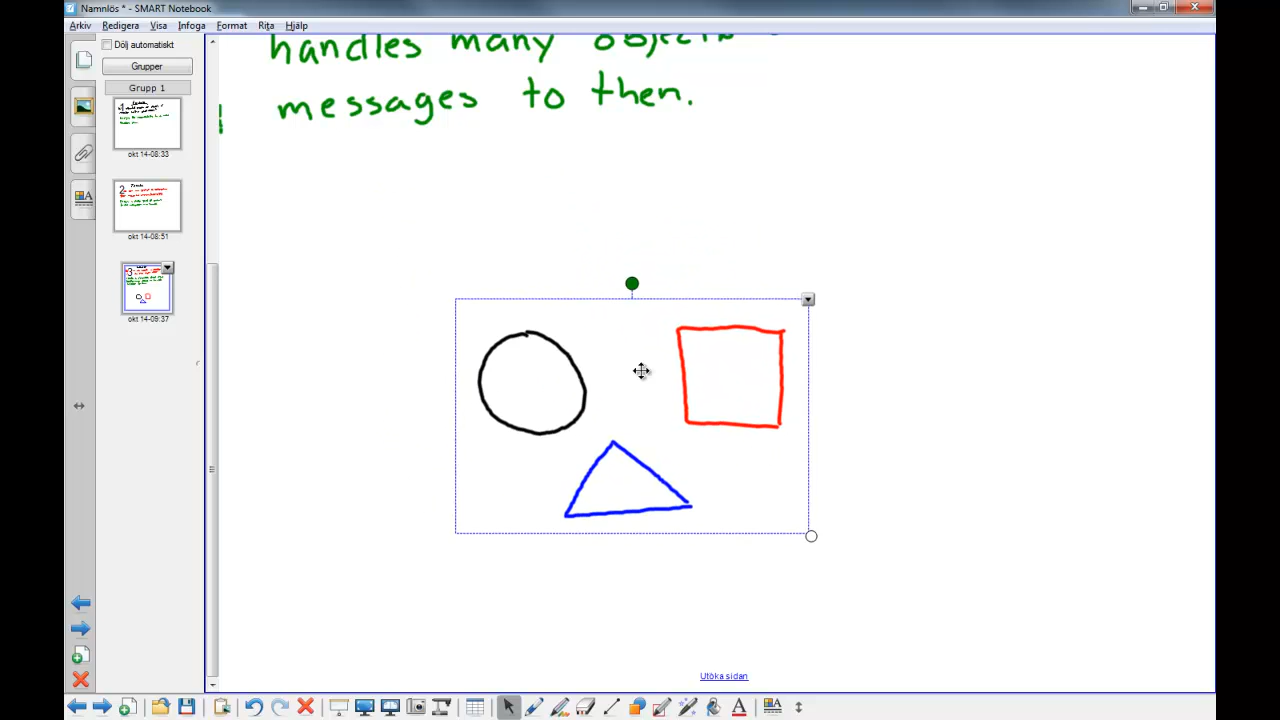 Namnlös * - SMART Notebook
Arkiv Redigera Visa Infoga Format Rita Hjälp
Dölj automatiskt
Grupper
Grupp 1
okt 14-08:33
okt 14-08:51
okt 14-09:37
handles many objects
messages to then.
Utöka sidan